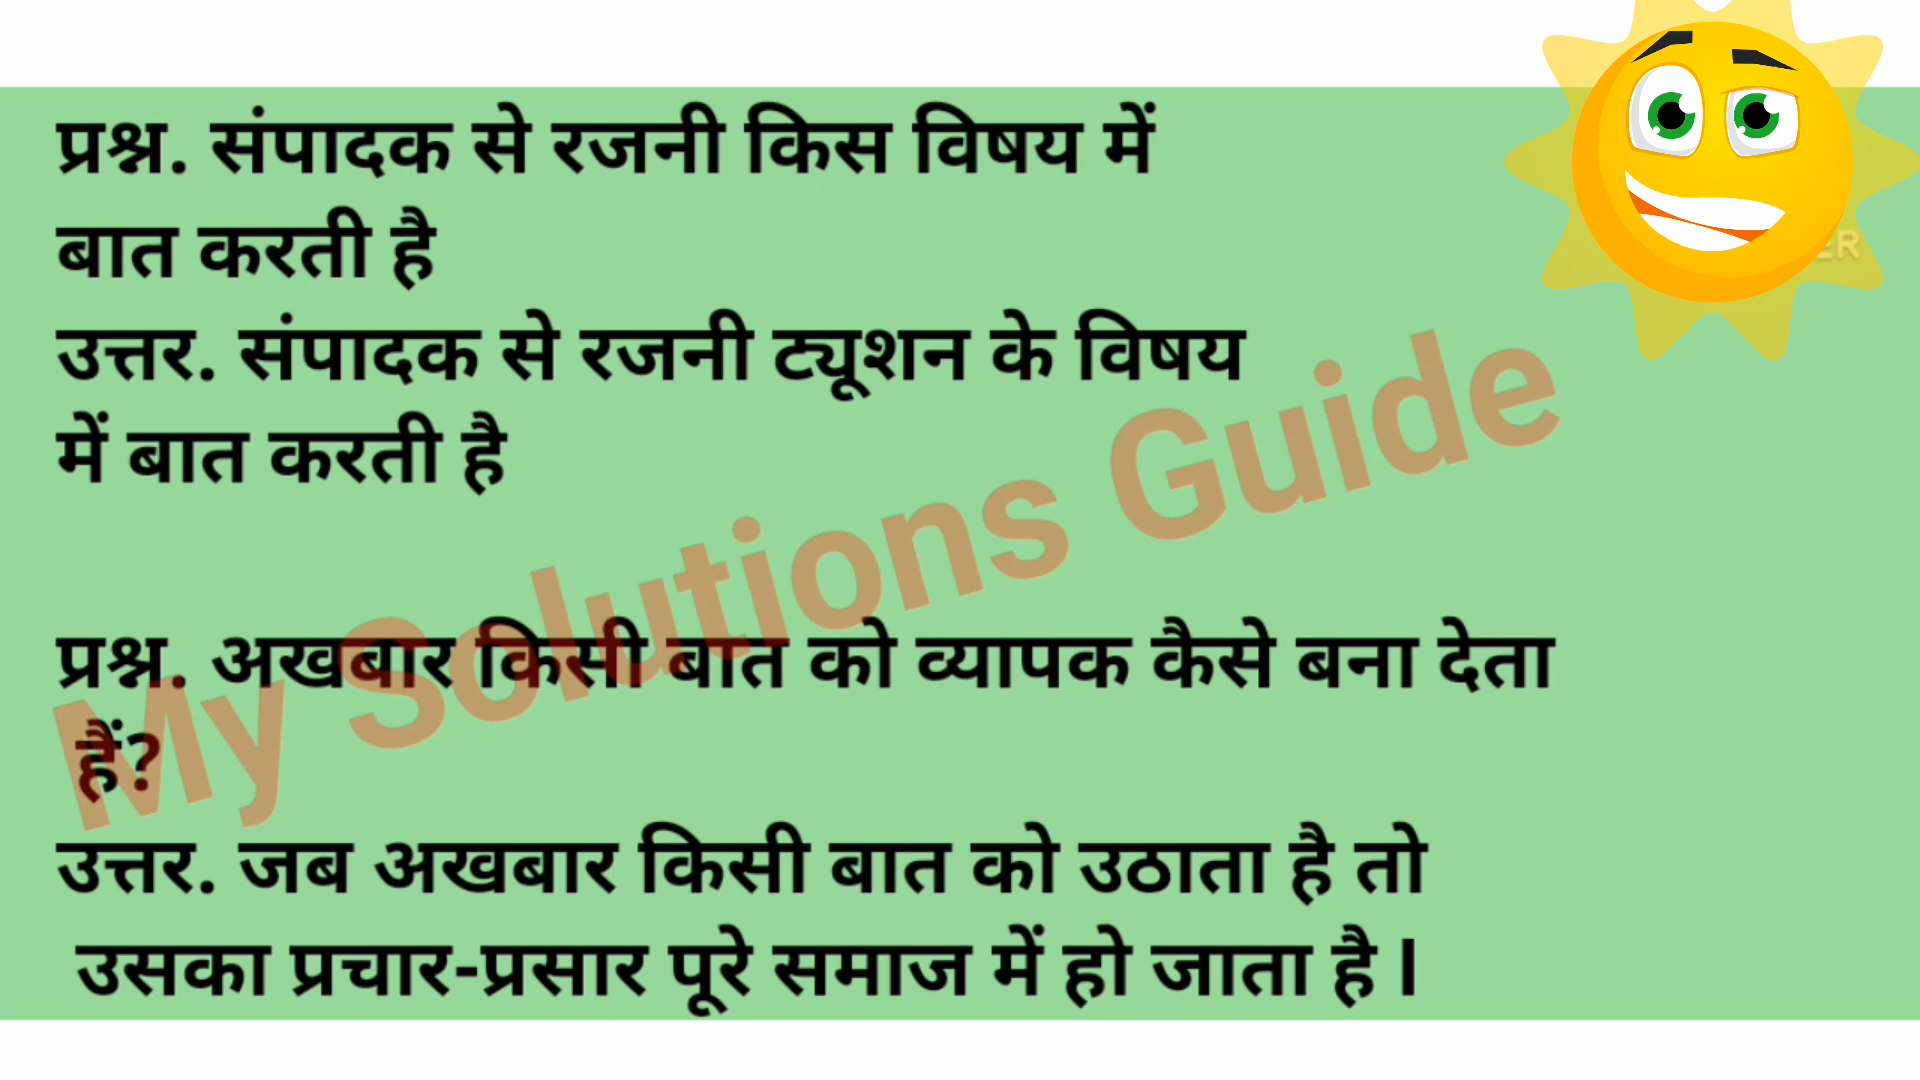 प्रश्न. संपादक से रजनी किस विषय में
बात करती है
उत्तर. संपादक से रजनी ट्यूशन के विषय
में बात करती है
प्रश्न. अखबार किसी बात को व्यापक कैसे बना देता
हैं?
उत्तर. जब अखबार किसी बात को उठाता है तो
उसका प्रचार-प्रसार पूरे समाज में हो जाता है l
My Solutions Guide